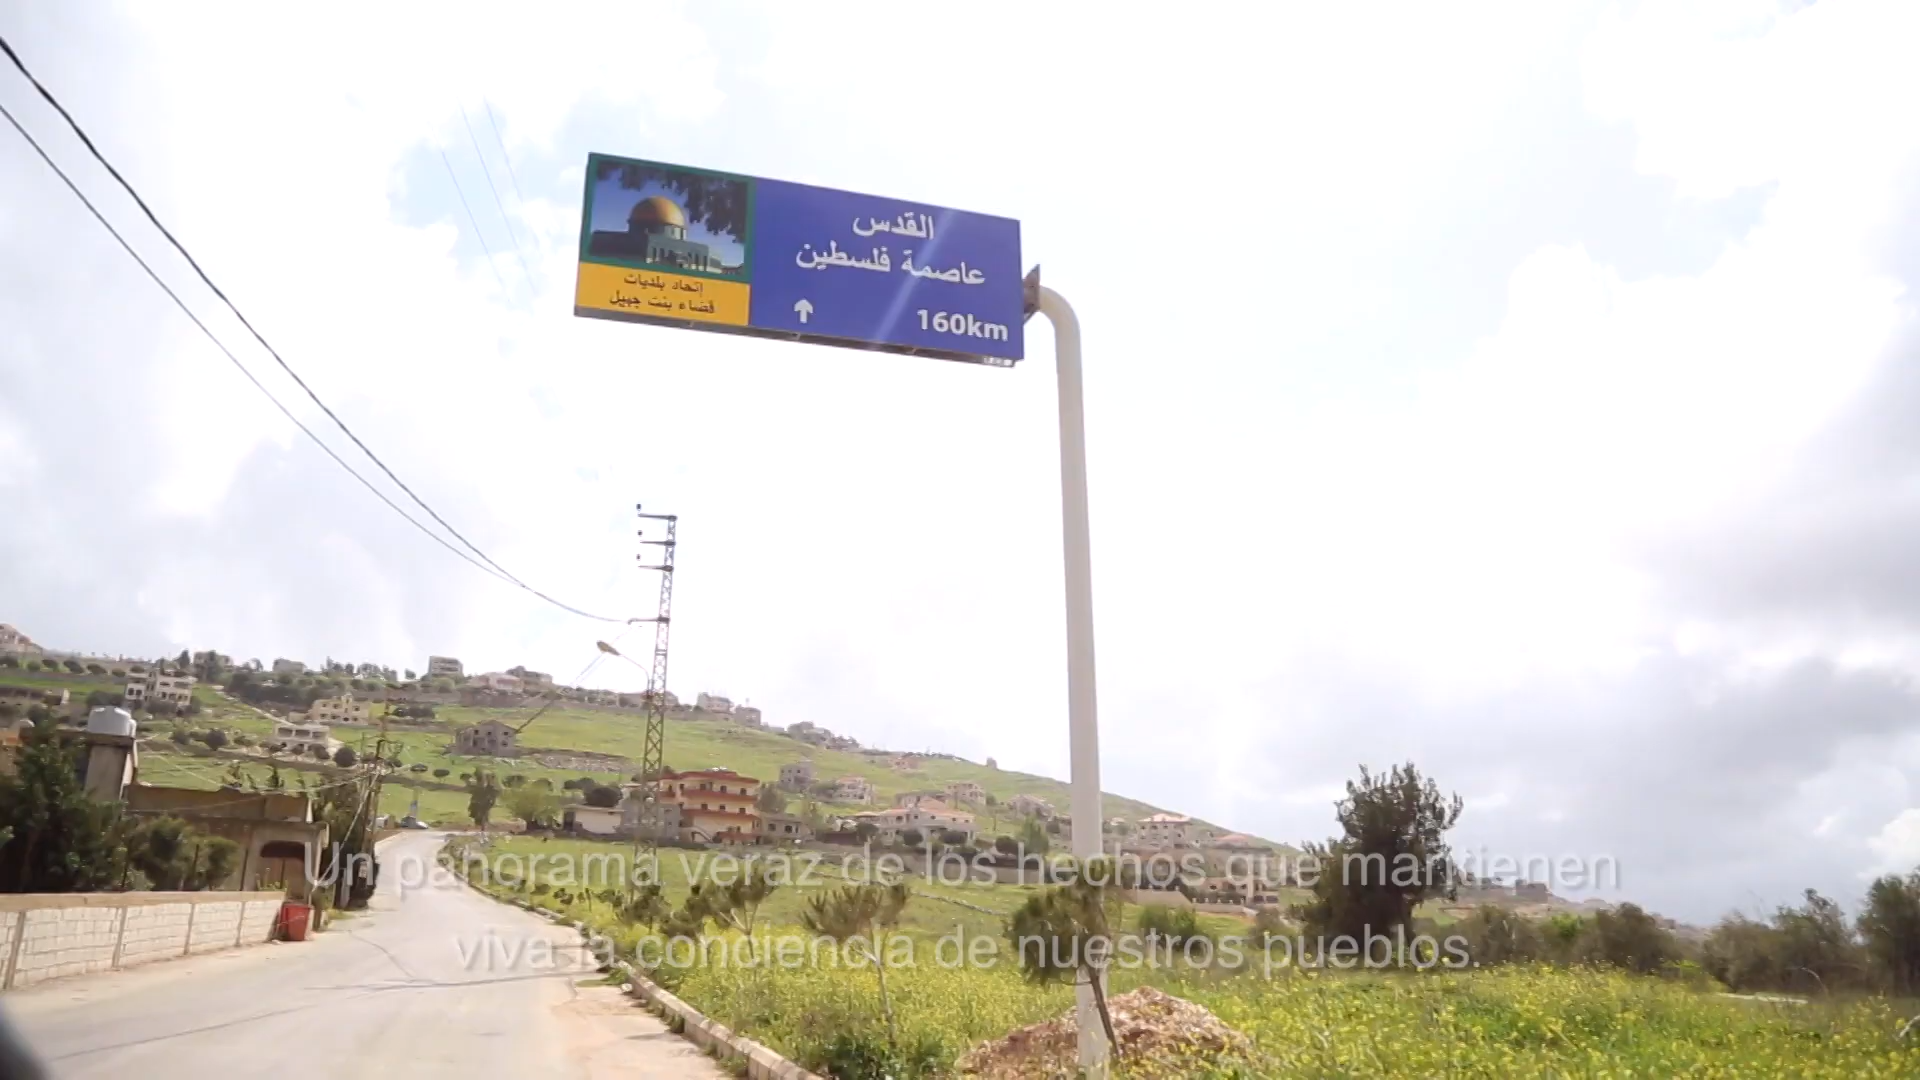 القدس
عاصمة فلسطين
160km
إتحاد بلديات
قضاء بنت جبيل
Un panorama veraz de los hechos que mantienen
viva la conciencia de nuestros pueblos.